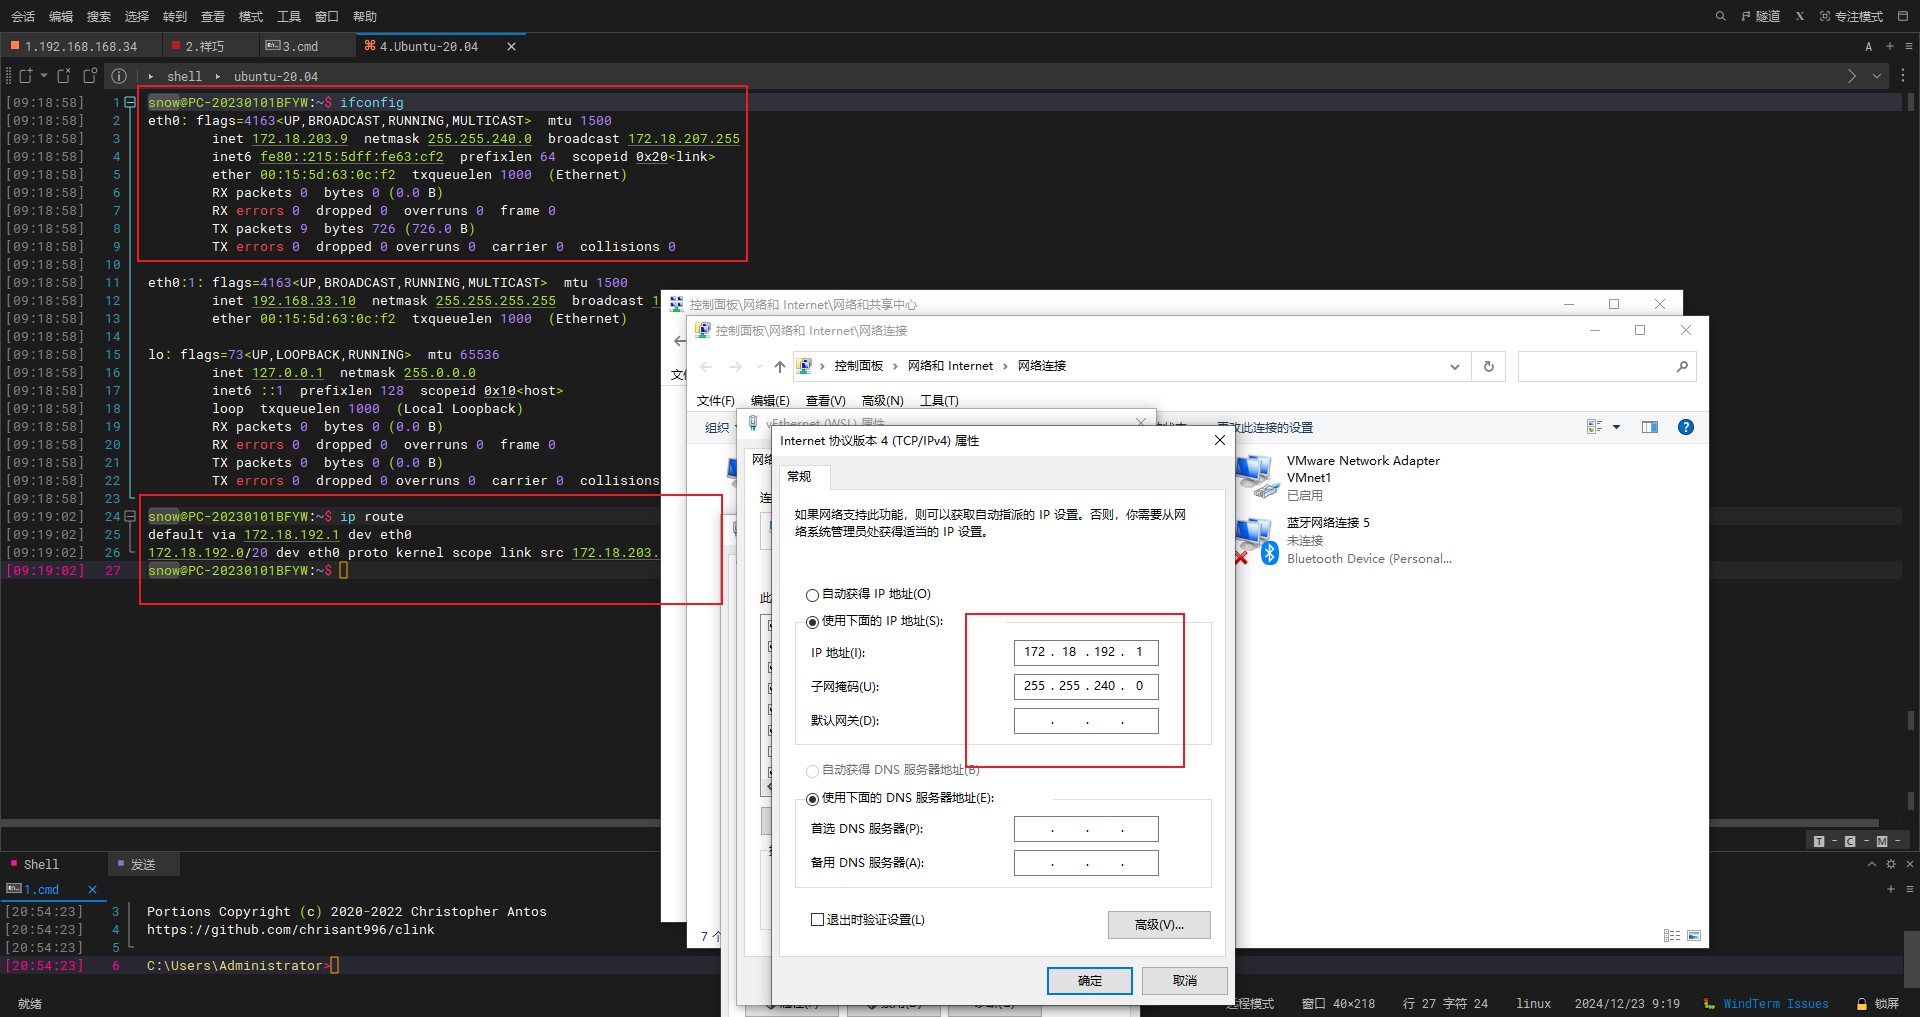 会话 编辑 搜索 选择 转到 查看 模式 工具 窗口 帮助
隧道 X 专注模式
1.192.168.168.34 2.祥巧 3.cmd 4.Ubuntu-20.04
A
shell ubuntu-20.04
[09:18:58] 1 snow@PC-20230101BFYW:~$ ifconfig
[09:18:58] 2 eth0: flags=4163<UP,BROADCAST,RUNNING,MULTICAST> mtu 1500
[09:18:58] 3 inet 172.18.203.9 netmask 255.255.240.0 broadcast 172.18.207.255
[09:18:58] 4 inet6 fe80::215:5dff:fe63:cf2 prefixlen 64 scopeid 0x20<link>
[09:18:58] 5 ether 00:15:5d:63:0c:f2 txqueuelen 1000 (Ethernet)
[09:18:58] 6 RX packets 0 bytes 0 (0.0 B)
[09:18:58] 7 RX errors 0 dropped 0 overruns 0 frame 0
[09:18:58] 8 TX packets 9 bytes 726 (726.0 B)
[09:18:58] 9 TX errors 0 dropped 0 overruns 0 carrier 0 collisions 0
[09:18:58] 10
[09:18:58] 11 eth0:1: flags=4163<UP,BROADCAST,RUNNING,MULTICAST> mtu 1500
[09:18:58] 12 inet 192.168.33.10 netmask 255.255.255.255 broadcast 1
[09:18:58] 13 ether 00:15:5d:63:0c:f2 txqueuelen 1000 (Ethernet)
[09:18:58] 14
[09:18:58] 15 lo: flags=73<UP,LOOPBACK,RUNNING> mtu 65536
[09:18:58] 16 inet 127.0.0.1 netmask 255.0.0.0
[09:18:58] 17 inet6 ::1 prefixlen 128 scopeid 0x10<host>
[09:18:58] 18 loop txqueuelen 1000 (Local Loopback)
[09:18:58] 19 RX packets 0 bytes 0 (0.0 B)
[09:18:58] 20 RX errors 0 dropped 0 overruns 0 frame 0
[09:18:58] 21 TX packets 0 bytes 0 (0.0 B)
[09:18:58] 22 TX errors 0 dropped 0 overruns 0 carrier 0 collisions
[09:18:58] 23
[09:19:02] 24 snow@PC-20230101BFYW:~$ ip route
[09:19:02] 25 default via 172.18.192.1 dev eth0
[09:19:02] 26 172.18.192.0/20 dev eth0 proto kernel scope link src 172.18.203.
[09:19:02] 27 snow@PC-20230101BFYW:~$
控制面板\网络和 Internet\网络和共享中心
控制面板\网络和 Internet\网络连接
控制面板 › 网络和 Internet › 网络连接
文件(F) 编辑(E) 查看(V) 高级(N) 工具(T)
组织
更改此连接的设置
vEthernet (WSL) 属性
Internet 协议版本 4 (TCP/IPv4) 属性
常规
如果网络支持此功能，则可以获取自动指派的 IP 设置。否则，你需要从网
络系统管理员处获得适当的 IP 设置。
自动获得 IP 地址(O)
使用下面的 IP 地址(S):
IP 地址(I): 172 . 18 . 192 . 1
子网掩码(U): 255 . 255 . 240 . 0
默认网关(D): . . .
自动获得 DNS 服务器地址(B)
使用下面的 DNS 服务器地址(E):
首选 DNS 服务器(P): . . .
备用 DNS 服务器(A): . . .
退出时验证设置(L)
高级(V)...
确定 取消
VMware Network Adapter
VMnet1
已启用
蓝牙网络连接 5
未连接
Bluetooth Device (Personal...
7 个
T - C - M -
Shell 发送
1.cmd
[20:54:23] 3 Portions Copyright (c) 2020-2022 Christopher Antos
[20:54:23] 4 https://github.com/chrisant996/clink
[20:54:23] 5
[20:54:23] 6 C:\Users\Administrator>
就绪
远程模式 窗口 40×218 行 27 字符 24 linux 2024/12/23 9:19 WindTerm Issues 锁屏